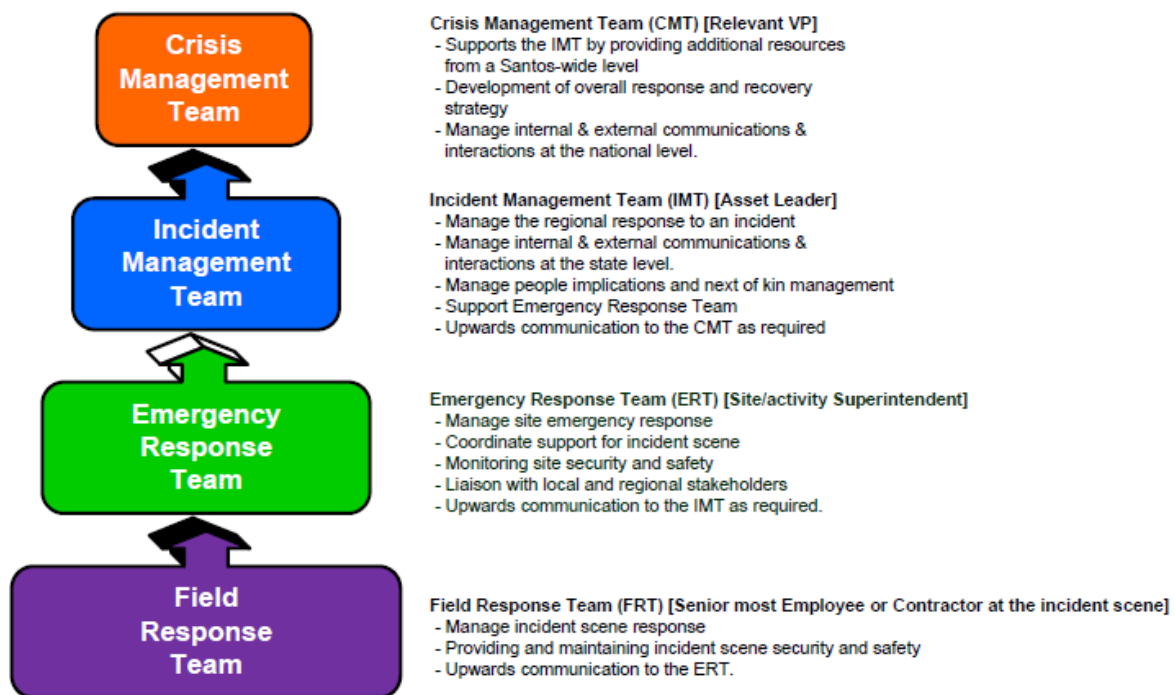 Crisis
Management
Team
Crisis Management Team (CMT) [Relevant VP]
- Supports the IMT by providing additional resources
from a Santos-wide level
- Development of overall response and recovery
strategy
- Manage internal & external communications &
interactions at the national level.
Incident
Management
Team
Incident Management Team (IMT) [Asset Leader]
- Manage the regional response to an incident
- Manage internal & external communications &
interactions at the state level.
- Manage people implications and next of kin management
- Support Emergency Response Team
- Upwards communication to the CMT as required
Emergency
Response
Team
Emergency Response Team (ERT) [Site/activity Superintendent]
- Manage site emergency response
- Coordinate support for incident scene
- Monitoring site security and safety
- Liaison with local and regional stakeholders
- Upwards communication to the IMT as required.
Field
Response
Team
Field Response Team (FRT) [Senior most Employee or Contractor at the incident scene]
- Manage incident scene response
- Providing and maintaining incident scene security and safety
- Upwards communication to the ERT.